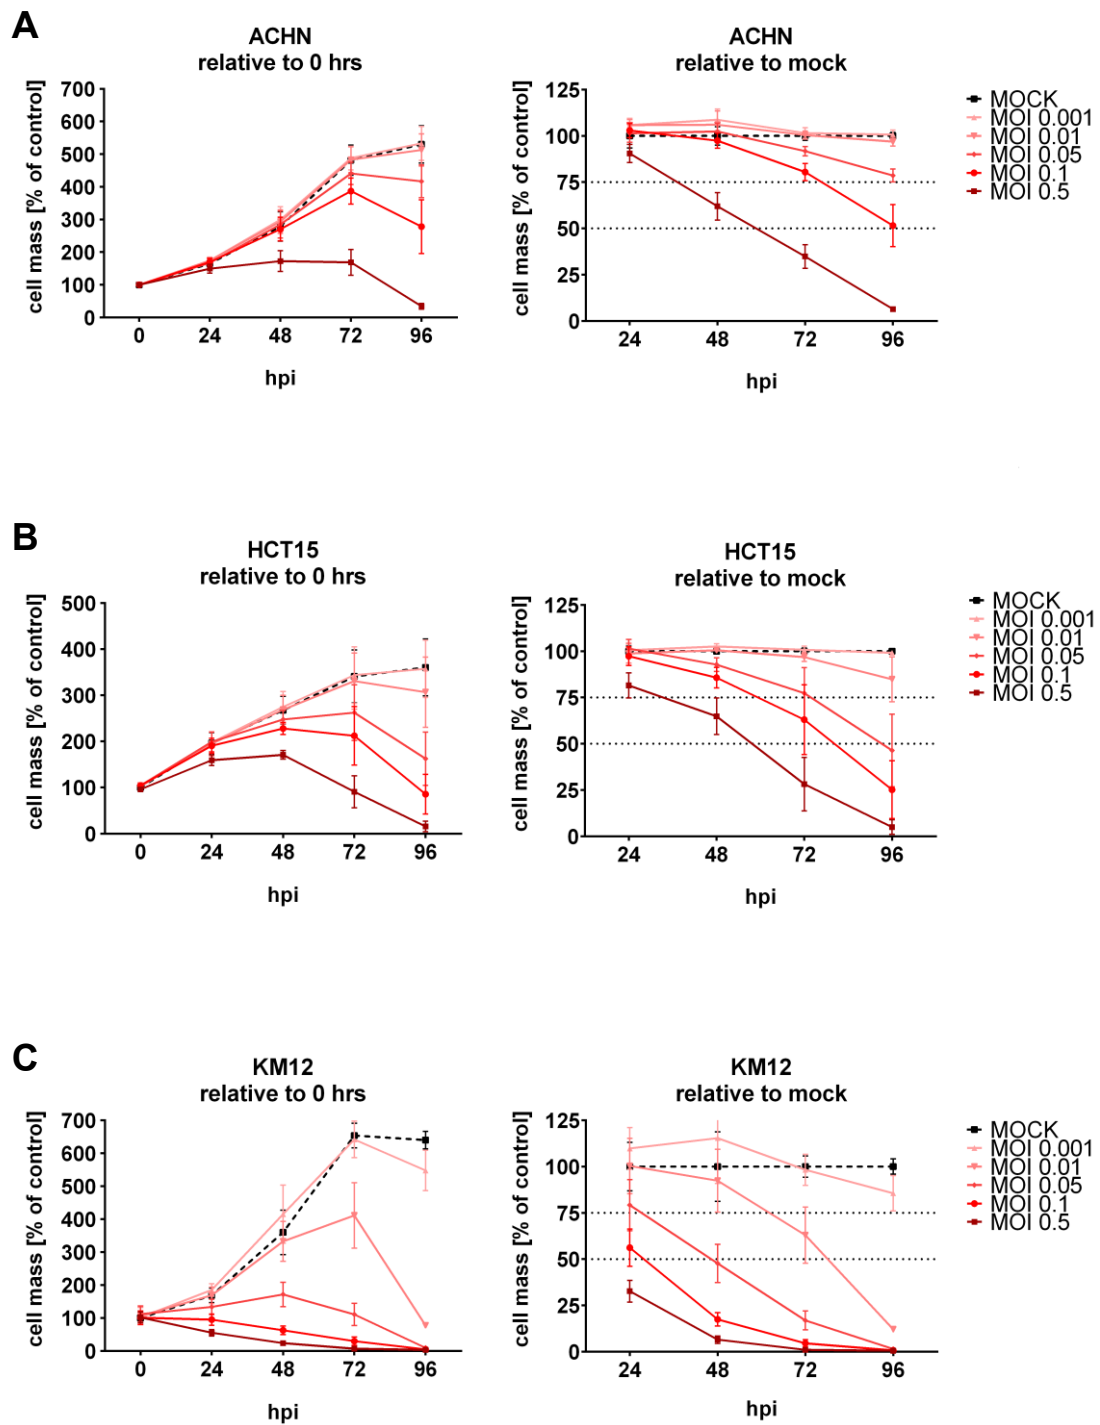 A
ACHN
relative to 0 hrs
cell mass [% of control]
700
600
500
400
300
200
100
0
0 24 48 72 96
hpi
ACHN
relative to mock
cell mass [% of control]
125
100
75
50
25
0
24 48 72 96
hpi
MOCK
MOI 0.001
MOI 0.01
MOI 0.05
MOI 0.1
MOI 0.5
B
HCT15
relative to 0 hrs
cell mass [% of control]
500
400
300
200
100
0
0 24 48 72 96
hpi
HCT15
relative to mock
cell mass [% of control]
125
100
75
50
25
0
24 48 72 96
hpi
MOCK
MOI 0.001
MOI 0.01
MOI 0.05
MOI 0.1
MOI 0.5
C
KM12
relative to 0 hrs
cell mass [% of control]
700
600
500
400
300
200
100
0
0 24 48 72 96
hpi
KM12
relative to mock
cell mass [% of control]
125
100
75
50
25
0
24 48 72 96
hpi
MOCK
MOI 0.001
MOI 0.01
MOI 0.05
MOI 0.1
MOI 0.5